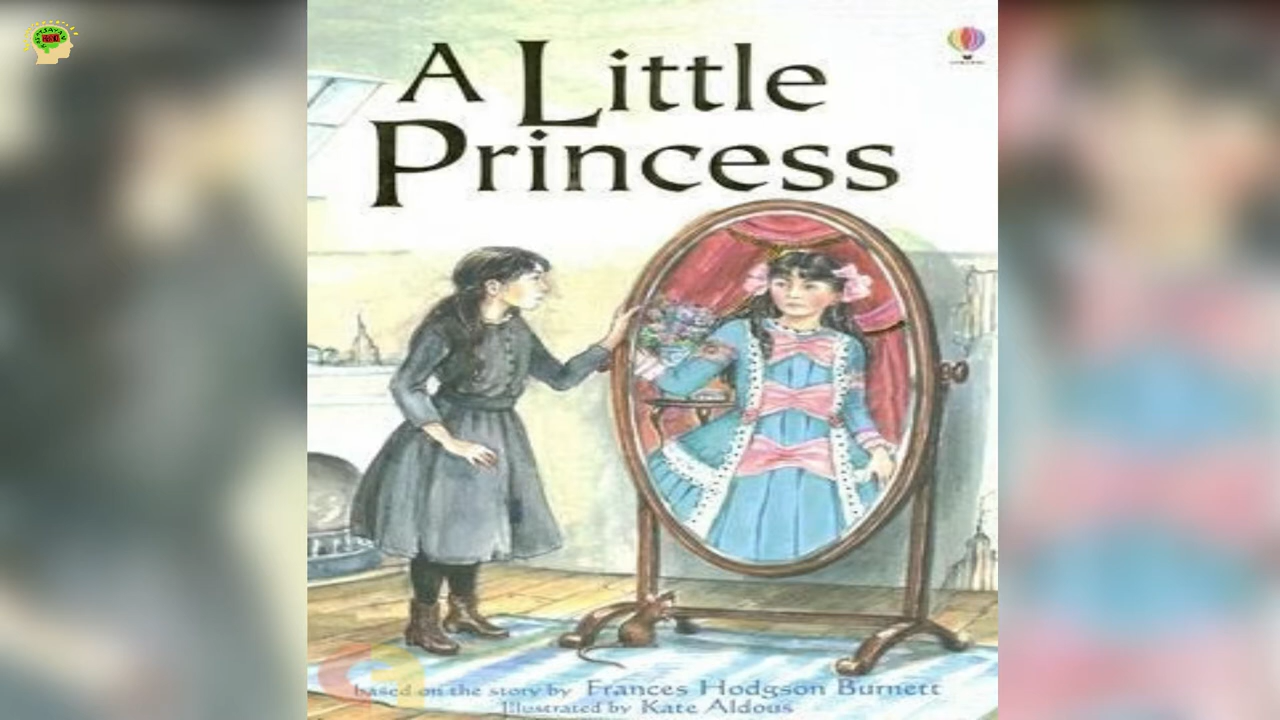 A Little
Princess
based on the story by Frances Hodgson Burnett
Illustrated by Kate Aldous